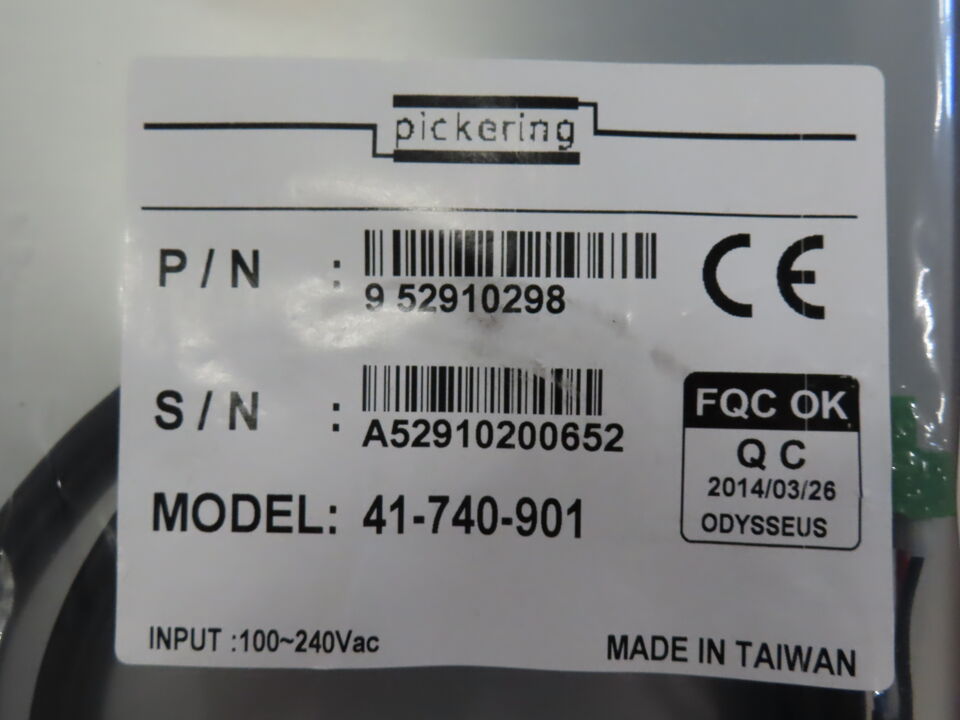 pickering
P/N : 9 52910298
CE
S/N : A52910200652
FQC OK
QC
2014/03/26
ODYSSEUS
MODEL: 41-740-901
INPUT :100~240Vac
MADE IN TAIWAN